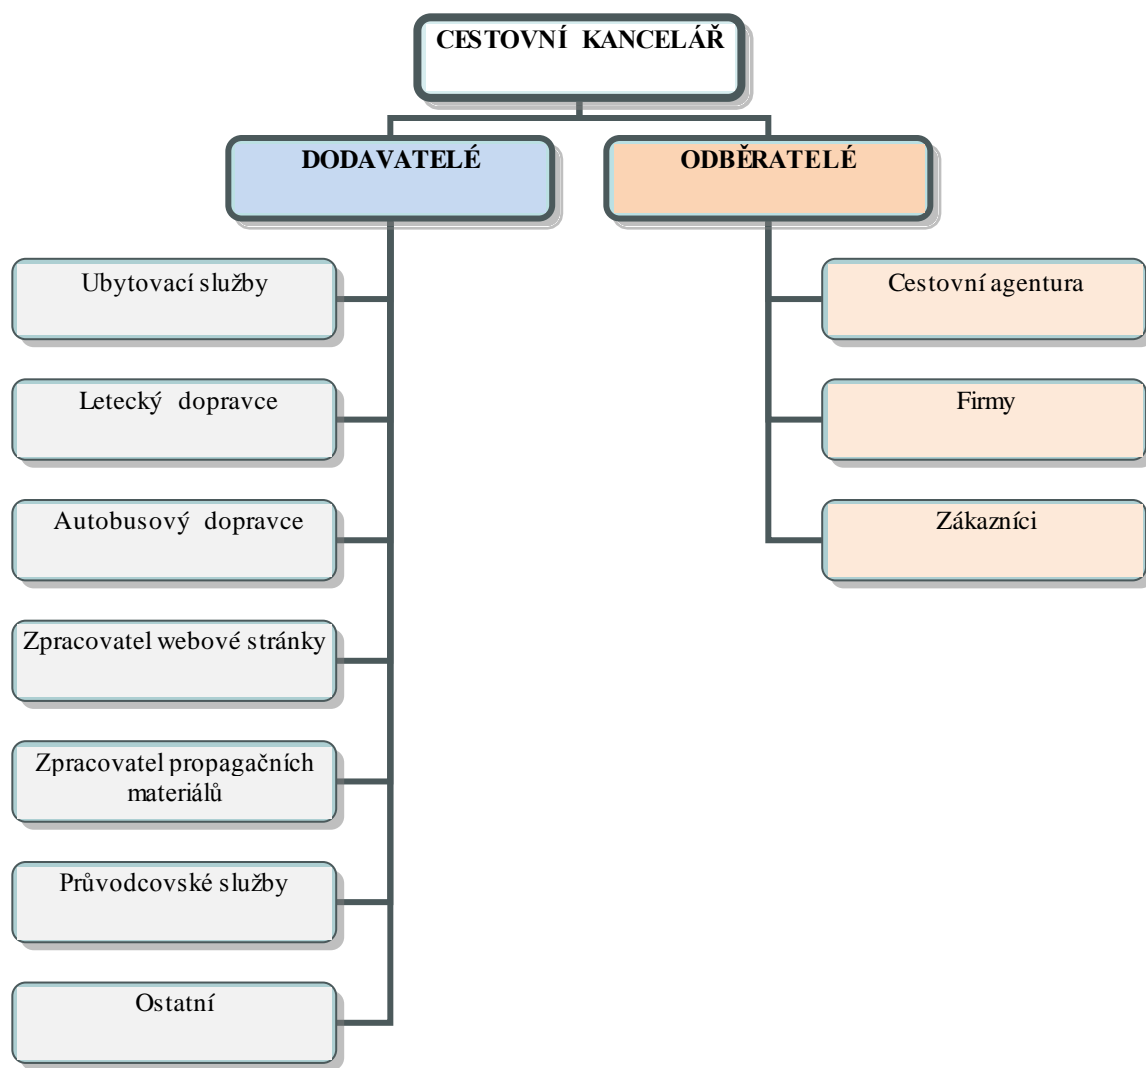 CESTOVNÍ KANCELÁŘ
DODAVATELÉ
ODBĚRATELÉ
Ubytovací služby
Letecký dopravce
Autobusový dopravce
Zpracovatel webové stránky
Zpracovatel propagačních
materiálů
Průvodcovské služby
Ostatní
Cestovní agentura
Firmy
Zákazníci